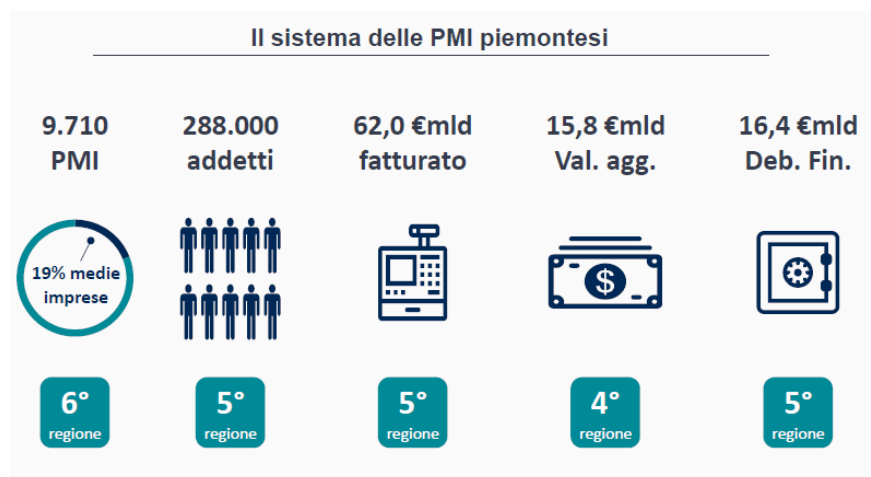 Il sistema delle PMI piemontesi
9.710
PMI
288.000
addetti
62,0 €mld
fatturato
15,8 €mld
Val. agg.
16,4 €mld
Deb. Fin.
19% medie
imprese
$
6°
regione
5°
regione
5°
regione
4°
regione
5°
regione